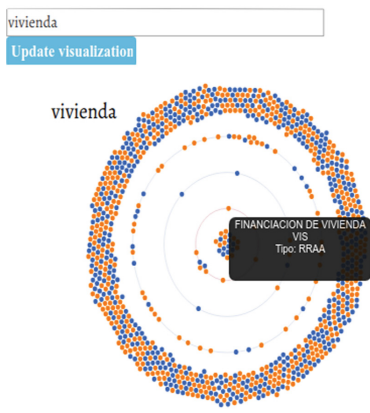 vivienda
Update visualization
vivienda
FINANCIACION DE VIVIENDA
VIS
Tipo: RRAA